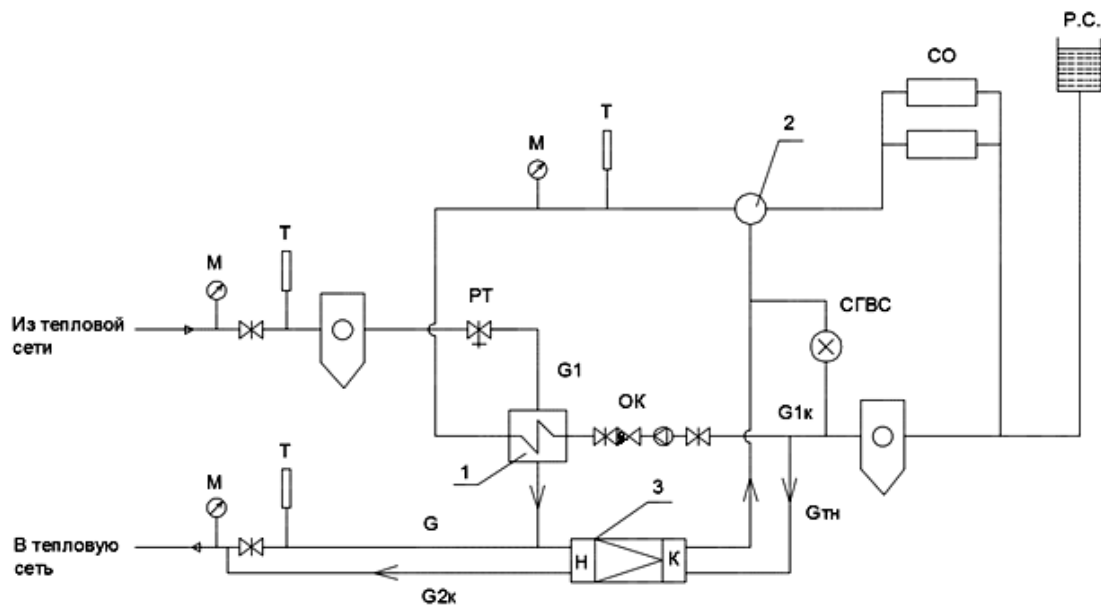 Р.С.
СО
Т
М
2
Т
М
РТ
СГВС
Из тепловой
сети
G1
ОК
G1к
1
Т
М
3
G
Gтн
В тепловую
сеть
Н
К
G2к